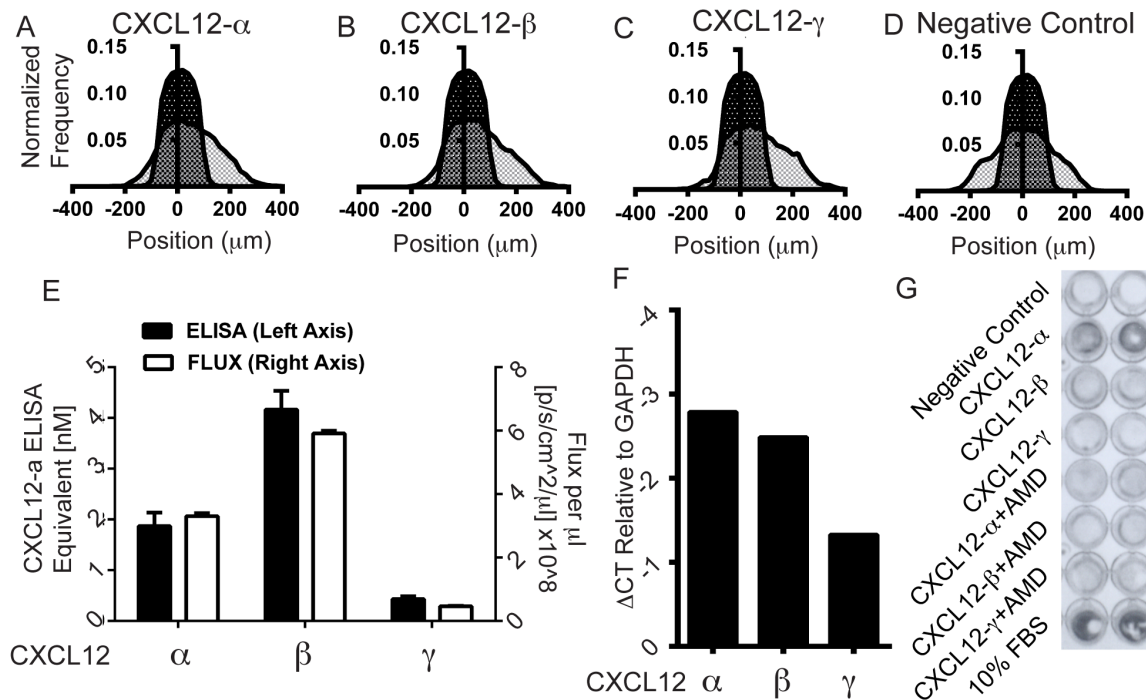 A
CXCL12-α
Normalized
Frequency
0.15
0.10
0.05
-400 -200 0 200 400
Position (μm)
B
CXCL12-β
0.15
0.10
0.05
-400 -200 0 200 400
Position (μm)
C
CXCL12-γ
0.15
0.10
0.05
-400 -200 0 200 400
Position (μm)
D
Negative Control
0.15
0.10
0.05
-400 -200 0 200 400
Position (μm)
E
ELISA (Left Axis)
FLUX (Right Axis)
CXCL12-a ELISA
Equivalent [nM]
5
4
3
2
1
0
8
6
4
2
0
Flux per μl
[p/s/cm^2/μl] x10^8
CXCL12 α β γ
F
ΔCT Relative to GAPDH
-4
-3
-2
-1
0
CXCL12 α β γ
G
Negative Control
CXCL12-α
CXCL12-β
CXCL12-γ
CXCL12-α+AMD
CXCL12-β+AMD
CXCL12-γ+AMD
10% FBS